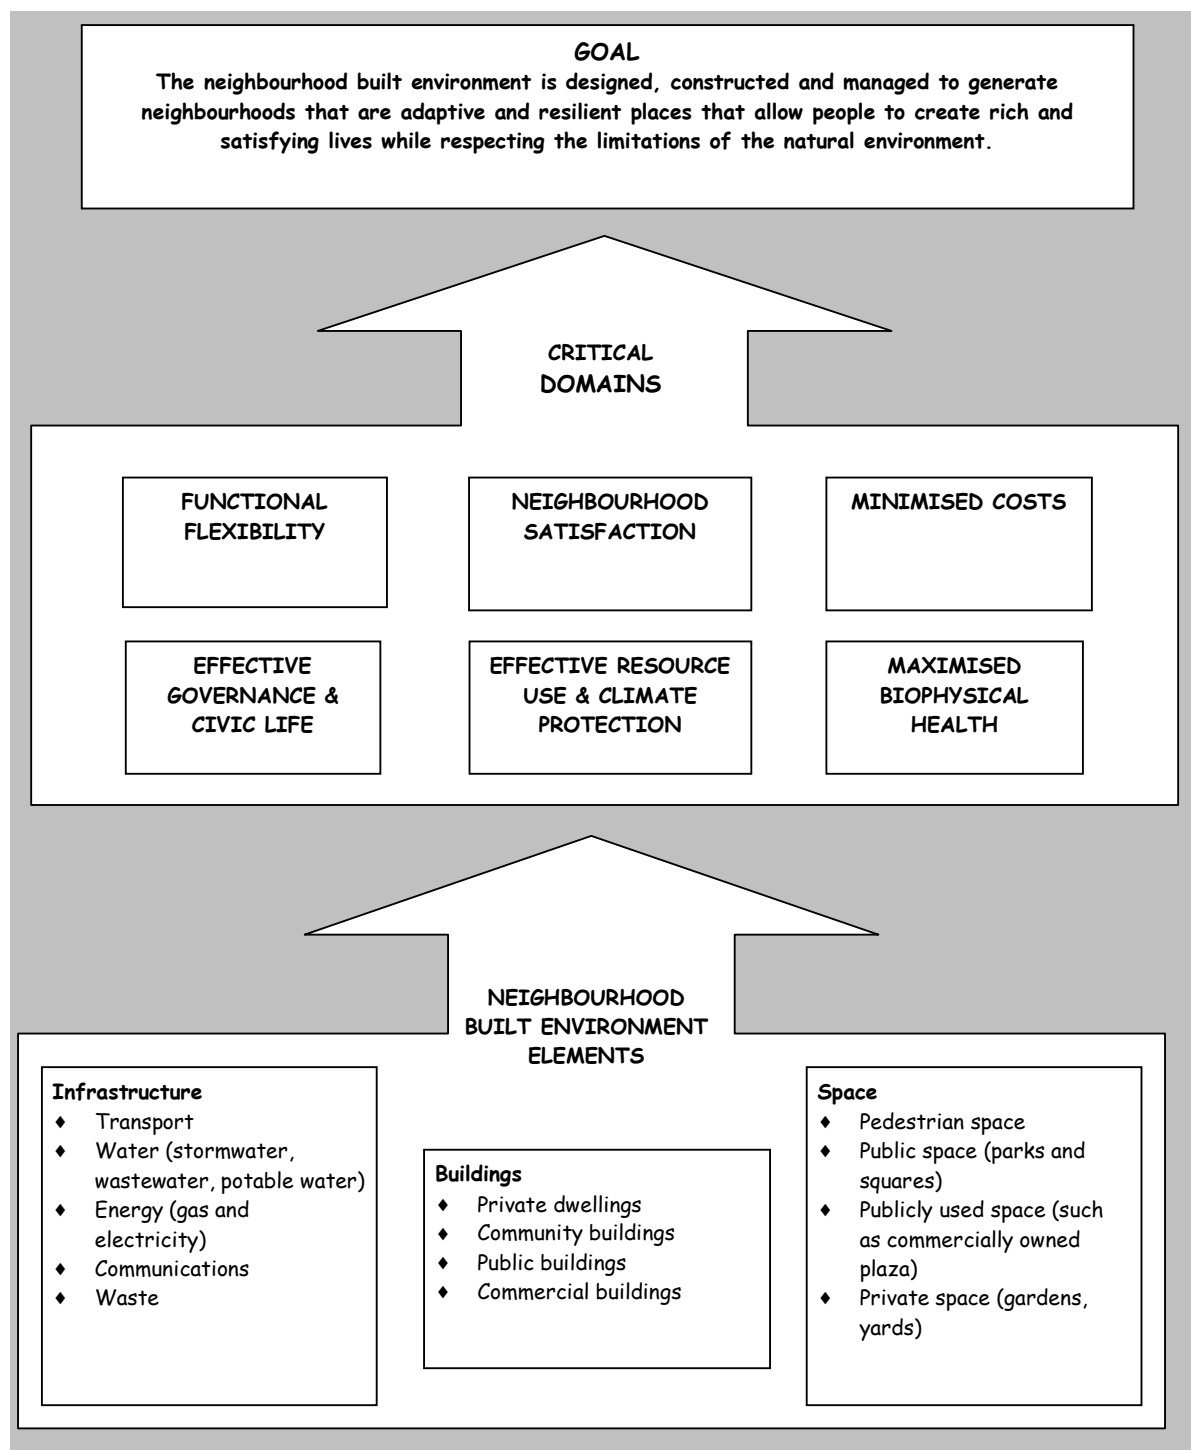 GOAL
The neighbourhood built environment is designed, constructed and managed to generate
neighbourhoods that are adaptive and resilient places that allow people to create rich and
satisfying lives while respecting the limitations of the natural environment.
CRITICAL
DOMAINS
FUNCTIONAL
FLEXIBILITY
NEIGHBOURHOOD
SATISFACTION
MINIMISED COSTS
EFFECTIVE
GOVERNANCE &
CIVIC LIFE
EFFECTIVE RESOURCE
USE & CLIMATE
PROTECTION
MAXIMISED
BIOPHYSICAL
HEALTH
NEIGHBOURHOOD
BUILT ENVIRONMENT
ELEMENTS
Infrastructure
♦ Transport
♦ Water (stormwater,
wastewater, potable water)
♦ Energy (gas and
electricity)
♦ Communications
♦ Waste
Buildings
♦ Private dwellings
♦ Community buildings
♦ Public buildings
♦ Commercial buildings
Space
♦ Pedestrian space
♦ Public space (parks and
squares)
♦ Publicly used space (such
as commercially owned
plaza)
♦ Private space (gardens,
yards)